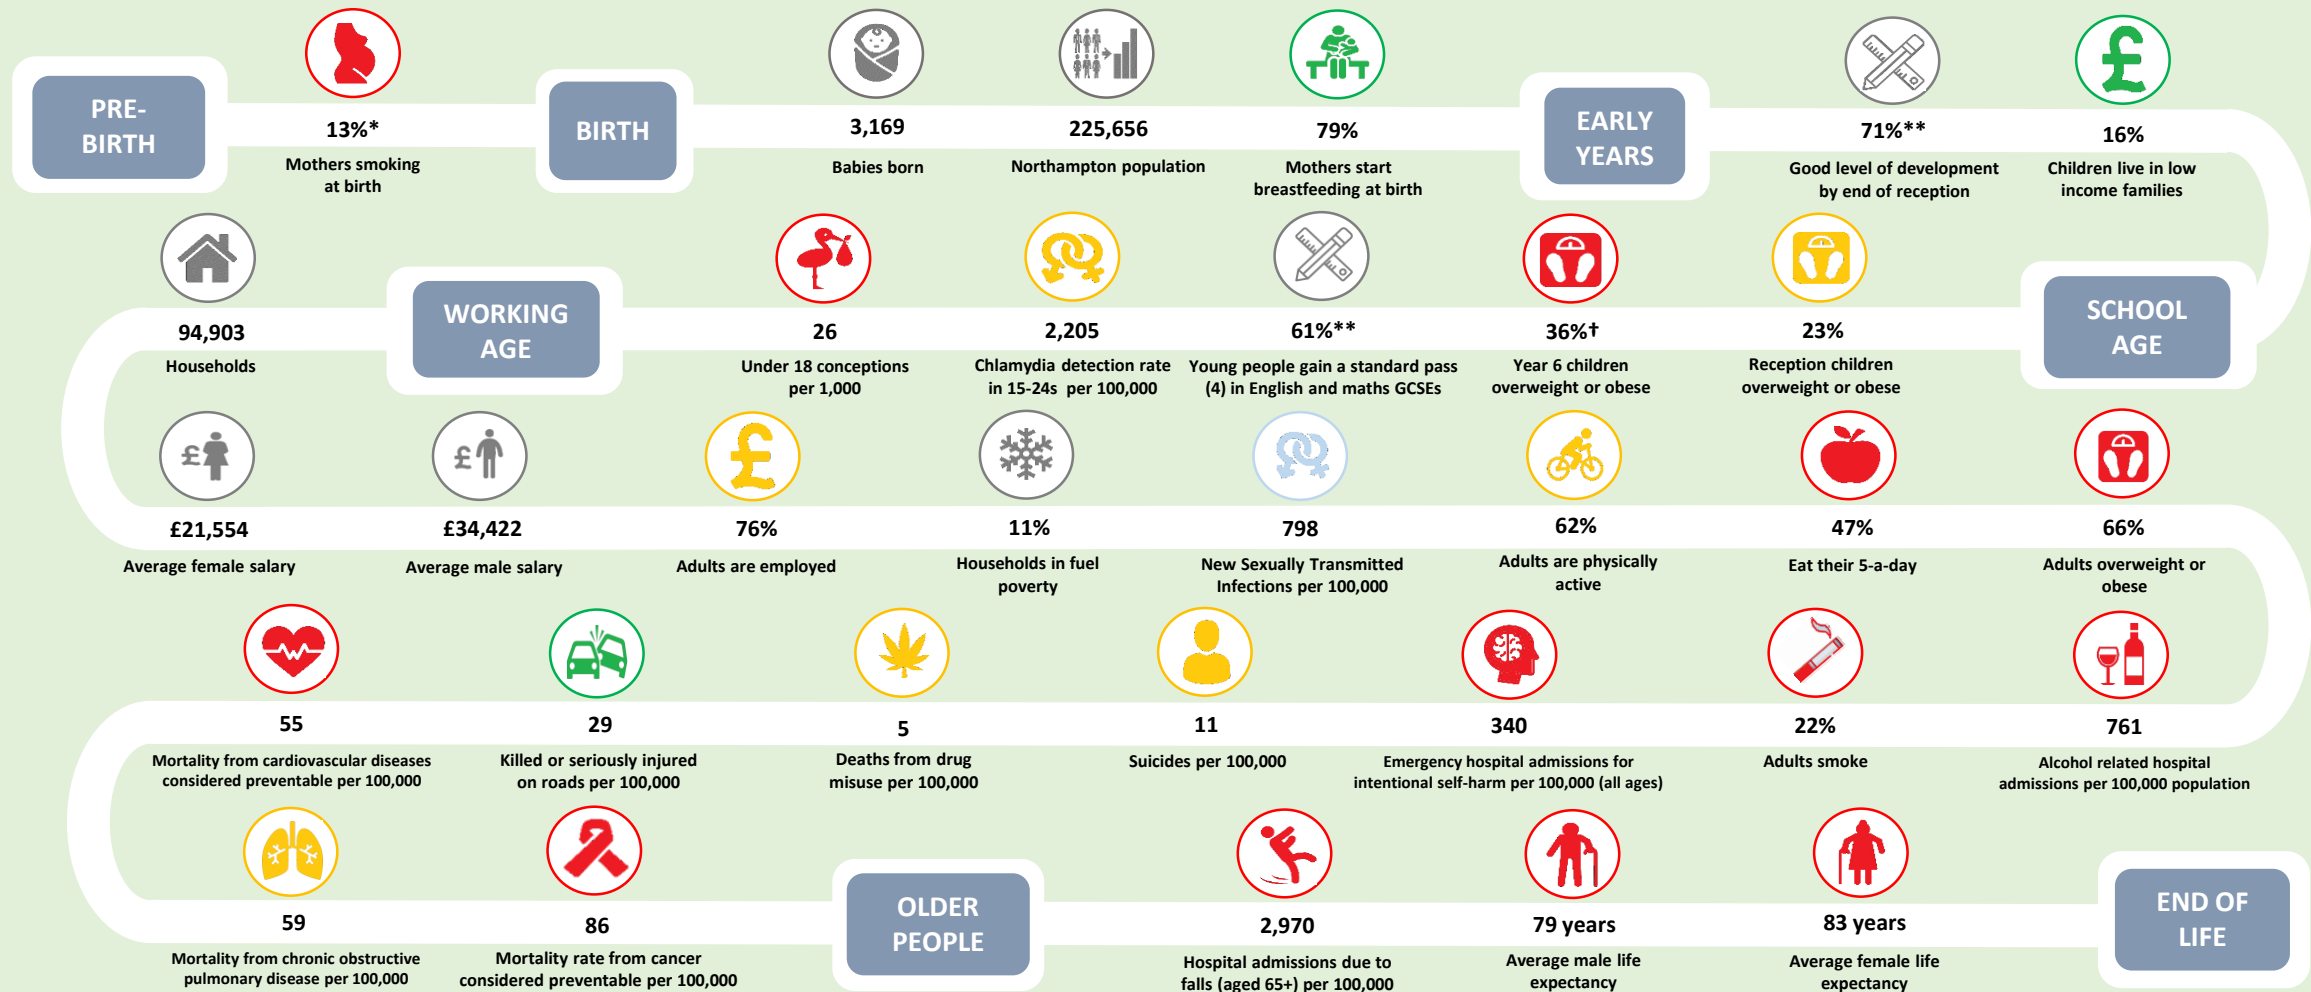 PRE-
BIRTH
13%*
Mothers smoking
at birth
BIRTH
3,169
Babies born
225,656
Northampton population
79%
Mothers start
breastfeeding at birth
EARLY
YEARS
71%**
Good level of development
by end of reception
16%
Children live in low
income families
SCHOOL
AGE
23%
Reception children
overweight or obese
36%†
Year 6 children
overweight or obese
61%**
Young people gain a standard pass
(4) in English and maths GCSEs
2,205
Chlamydia detection rate
in 15-24s per 100,000
26
Under 18 conceptions
per 1,000
WORKING
AGE
94,903
Households
£21,554
Average female salary
£34,422
Average male salary
76%
Adults are employed
11%
Households in fuel
poverty
798
New Sexually Transmitted
Infections per 100,000
62%
Adults are physically
active
47%
Eat their 5-a-day
66%
Adults overweight or
obese
761
Alcohol related hospital
admissions per 100,000 population
22%
Adults smoke
340
Emergency hospital admissions for
intentional self-harm per 100,000 (all ages)
11
Suicides per 100,000
5
Deaths from drug
misuse per 100,000
29
Killed or seriously injured
on roads per 100,000
55
Mortality from cardiovascular diseases
considered preventable per 100,000
59
Mortality from chronic obstructive
pulmonary disease per 100,000
86
Mortality rate from cancer
considered preventable per 100,000
OLDER
PEOPLE
2,970
Hospital admissions due to
falls (aged 65+) per 100,000
79 years
Average male life
expectancy
83 years
Average female life
expectancy
END OF
LIFE